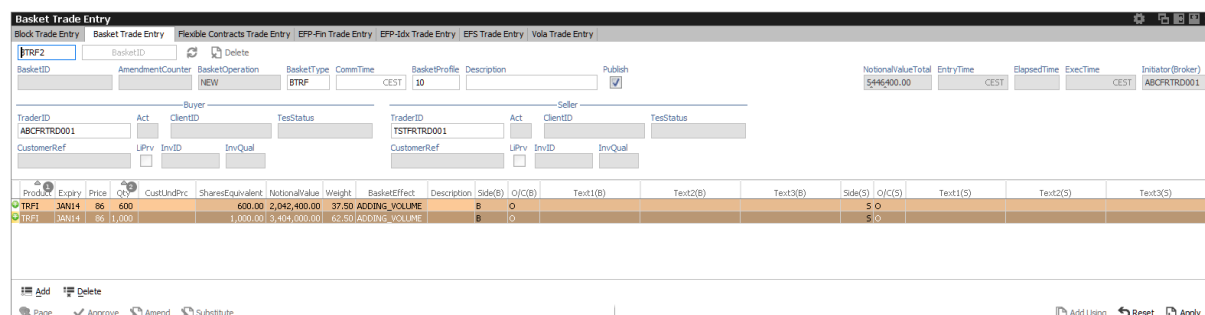 Basket Trade Entry
Block Trade Entry Basket Trade Entry Flexible Contracts Trade Entry EFP-Fin Trade Entry EFP-Idx Trade Entry EFS Trade Entry Vola Trade Entry
BTRF2 BasketID Delete
BasketID AmendmentCounter BasketOperation BasketType CommTime BasketProfile Description Publish NotionalValueTotal EntryTime ElapsedTime ExecTime Initiator(Broker)
NEW BTRF CEST 10 5446400.00 CEST CEST ABCFRTRD001
Buyer Seller
TraderID Act ClientID TesStatus TraderID Act ClientID TesStatus
ABCFRTRD001 TSTFRTRD001
CustomerRef LiPrv InvID InvQual CustomerRef LiPrv InvID InvQual
Product 1 Expiry Price Qty 2 CustUndPrc SharesEquivalent NotionalValue Weight BasketEffect Description Side(B) O/C(B) Text1(B) Text2(B) Text3(B) Side(S) O/C(S) Text1(S) Text2(S) Text3(S)
TRFI JAN14 86 600 600.00 2,042,400.00 37.50 ADDING_VOLUME B O S O
TRFI JAN14 86 1,000 1,000.00 3,404,000.00 62.50 ADDING_VOLUME B O S O
Add Delete
Page Approve Amend Substitute Add Using Reset Apply